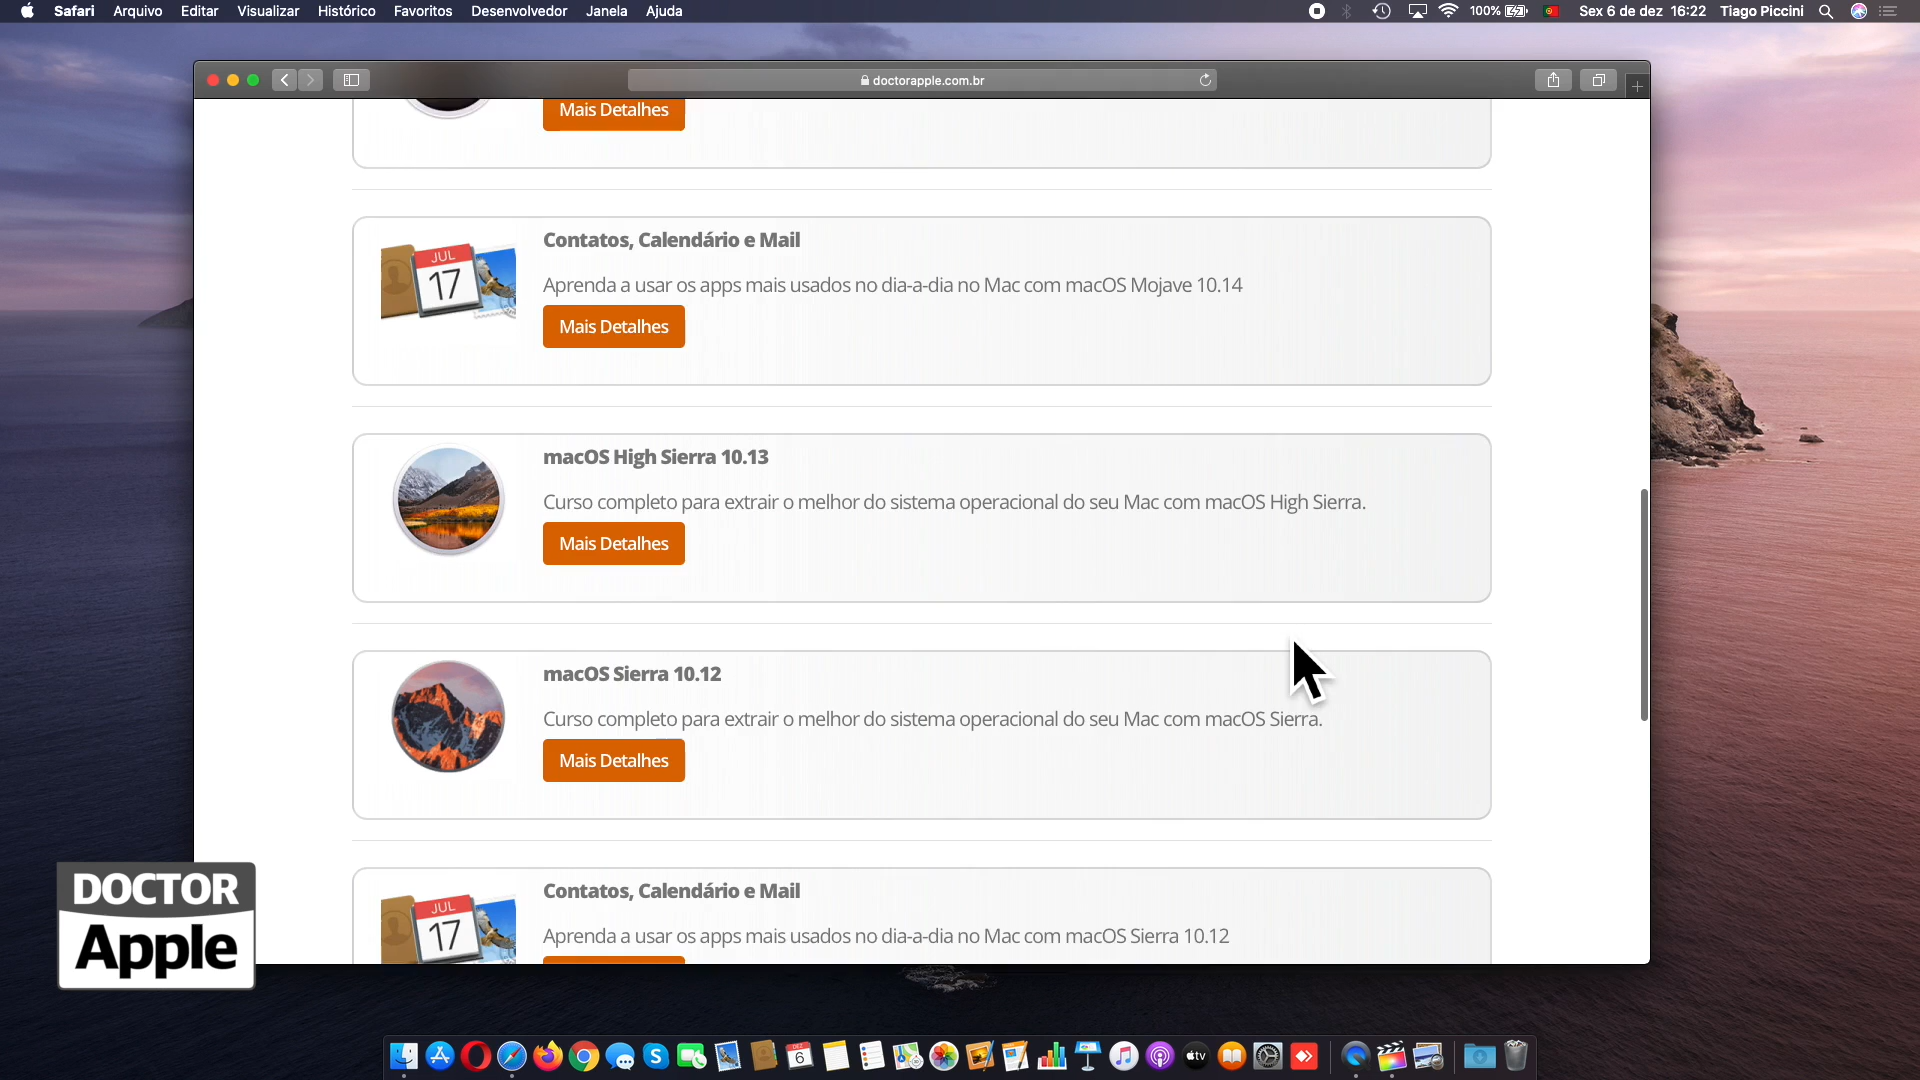 Safari Arquivo Editar Visualizar Histórico Favoritos Desenvolvedor Janela Ajuda 100% Sex 6 de dez 16:22 Tiago Piccini
doctorapple.com.br
Mais Detalhes
JUL
17
Contatos, Calendário e Mail
Aprenda a usar os apps mais usados no dia-a-dia no Mac com macOS Mojave 10.14
Mais Detalhes
macOS High Sierra 10.13
Curso completo para extrair o melhor do sistema operacional do seu Mac com macOS High Sierra.
Mais Detalhes
macOS Sierra 10.12
Curso completo para extrair o melhor do sistema operacional do seu Mac com macOS Sierra.
Mais Detalhes
JUL
17
Contatos, Calendário e Mail
Aprenda a usar os apps mais usados no dia-a-dia no Mac com macOS Sierra 10.12
DOCTOR
Apple
DEZ
6
tv